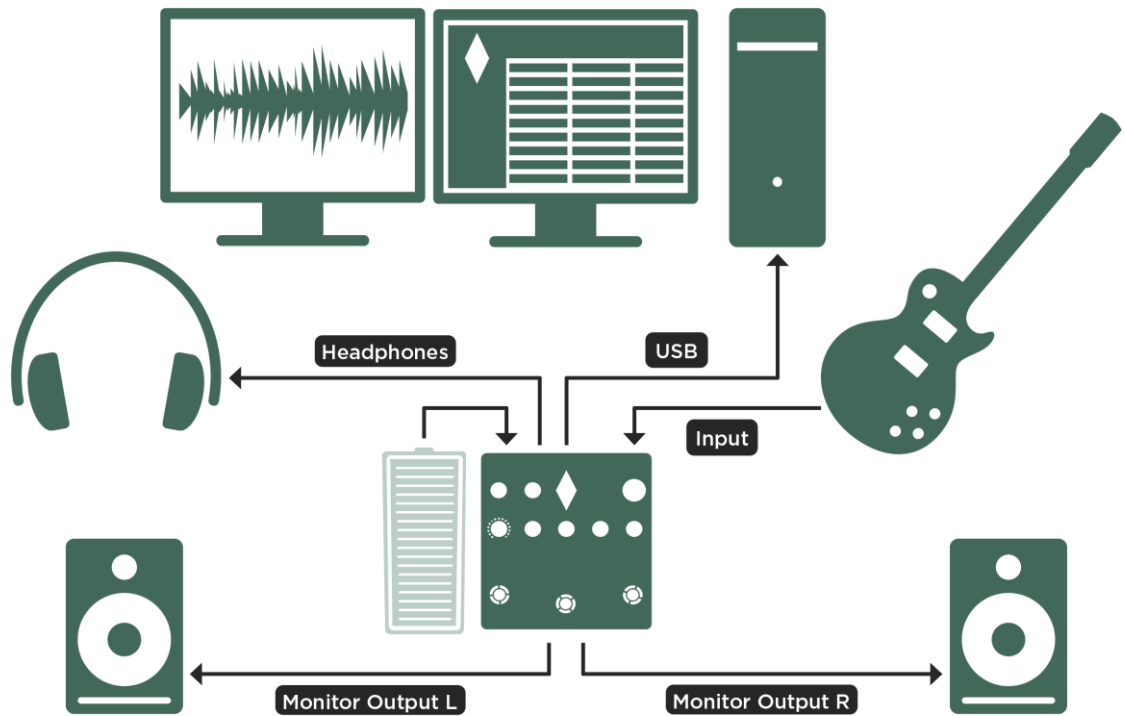 Headphones
USB
Input
Monitor Output L
Monitor Output R